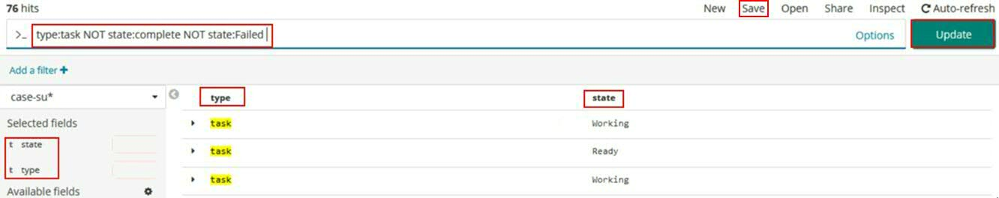 76 hits New Save Open Share Inspect Auto-refresh
>_ type:task NOT state:complete NOT state:Failed Options Update
Add a filter +
case-su* type state
Selected fields
task Working
t state
task Ready
t type
task Working
Available fields